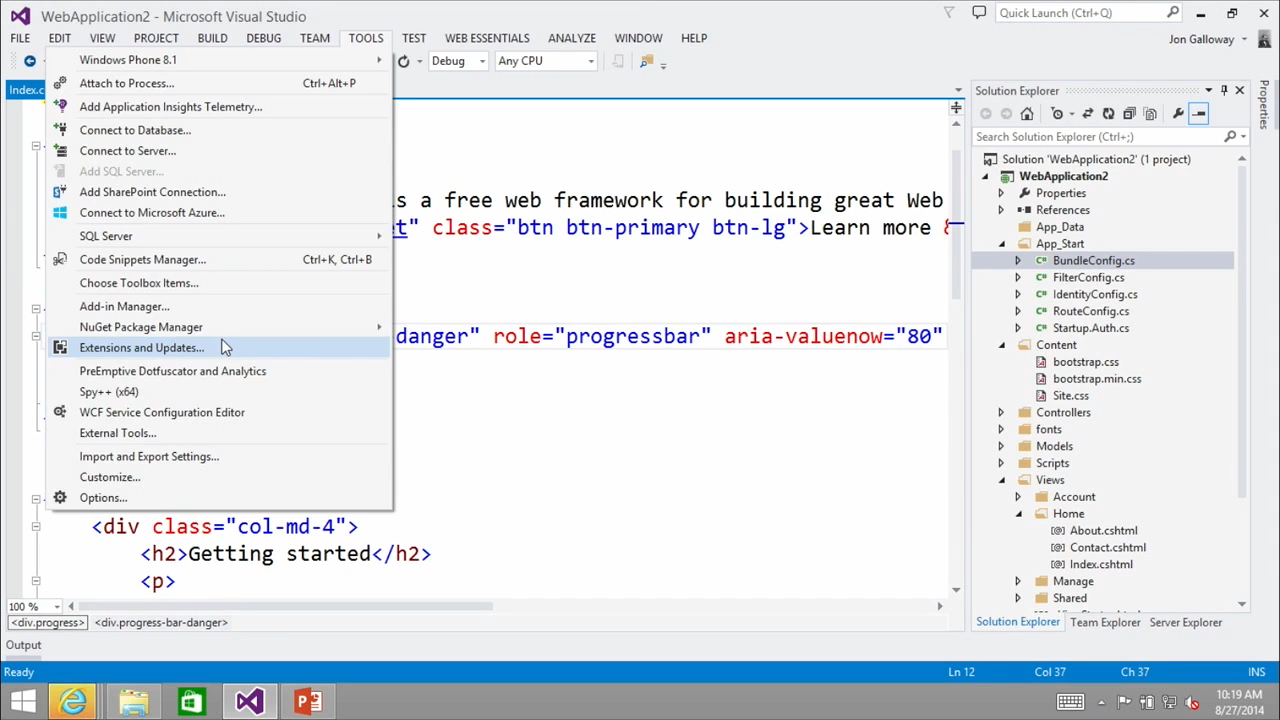 WebApplication2 - Microsoft Visual Studio
Quick Launch (Ctrl+Q)
FILE EDIT VIEW PROJECT BUILD DEBUG TEAM TOOLS TEST WEB ESSENTIALS ANALYZE WINDOW HELP
Jon Galloway
Debug Any CPU
Index.c
Windows Phone 8.1
Attach to Process... Ctrl+Alt+P
Add Application Insights Telemetry...
Connect to Database...
Connect to Server...
Add SQL Server...
Add SharePoint Connection...
Connect to Microsoft Azure...
SQL Server
Code Snippets Manager... Ctrl+K, Ctrl+B
Choose Toolbox Items...
Add-in Manager...
NuGet Package Manager
Extensions and Updates...
PreEmptive Dotfuscator and Analytics
Spy++ (x64)
WCF Service Configuration Editor
External Tools...
Import and Export Settings...
Customize...
Options...
is a free web framework for building great Web
et" class="btn btn-primary btn-lg">Learn more &
danger" role="progressbar" aria-valuenow="80"
<div class="col-md-4">
<h2>Getting started</h2>
<p>
100 %
<div.progress> <div.progress-bar-danger>
Output
Solution Explorer
Search Solution Explorer (Ctrl+;)
Solution 'WebApplication2' (1 project)
WebApplication2
Properties
References
App_Data
App_Start
BundleConfig.cs
FilterConfig.cs
IdentityConfig.cs
RouteConfig.cs
Startup.Auth.cs
Content
bootstrap.css
bootstrap.min.css
Site.css
Controllers
fonts
Models
Scripts
Views
Account
Home
About.cshtml
Contact.cshtml
Index.cshtml
Manage
Shared
Solution Explorer Team Explorer Server Explorer
Properties
Ready Ln 12 Col 37 Ch 37 INS
10:19 AM
8/27/2014